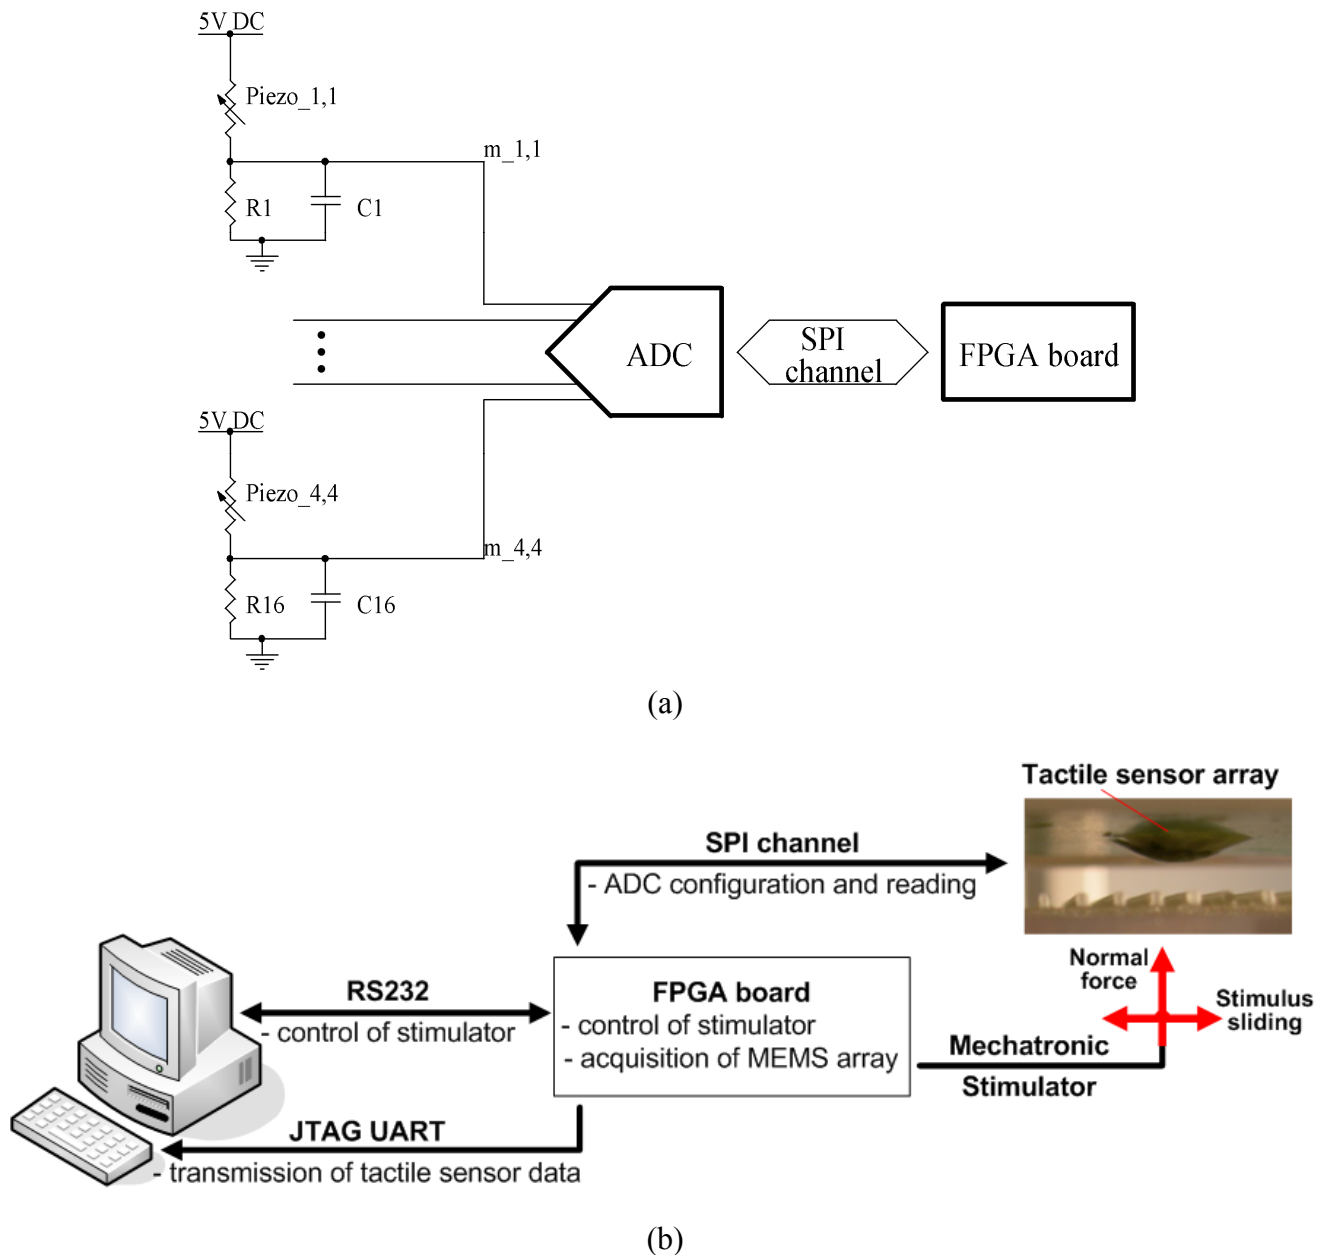 5V DC
Piezo_1,1
m_1,1
R1
C1
ADC
SPI
channel
FPGA board
5V DC
Piezo_4,4
m_4,4
R16
C16
(a)
Tactile sensor array
SPI channel
- ADC configuration and reading
Normal
force
Stimulus
sliding
RS232
- control of stimulator
FPGA board
- control of stimulator
- acquisition of MEMS array
Mechatronic
Stimulator
JTAG UART
- transmission of tactile sensor data
(b)